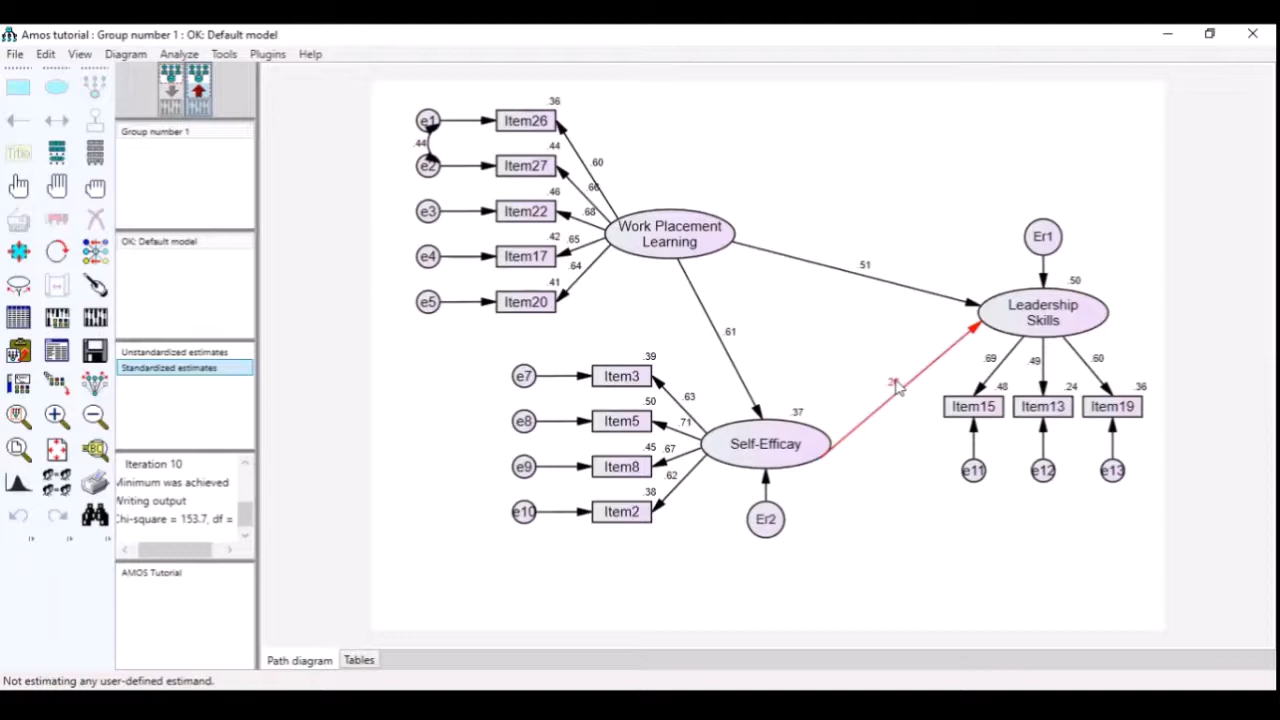 Amos tutorial : Group number 1 : OK: Default model
File Edit View Diagram Analyze Tools Plugins Help
Title
Group number 1
OK: Default model
Unstandardized estimates
Standardized estimates
Iteration 10
Minimum was achieved
Writing output
Chi-square = 153.7, df =
AMOS Tutorial
.36
e1 Item26
.44
.44
.60
e2 Item27
.66
.46
e3 Item22
.68
.42
e4 Item17
.65
.41
e5 Item20
.64
Work Placement
Learning
.51
.61
Er1
.50
Leadership
Skills
.69
.49
.60
.48
.24
.36
Item15 Item13 Item19
e11 e12 e13
.39
e7 Item3
.63
.50
e8 Item5
.71
.45
e9 Item8
.67
.38
e10 Item2
.62
.37
Self-Efficay
Er2
Path diagram Tables
Not estimating any user-defined estimand.